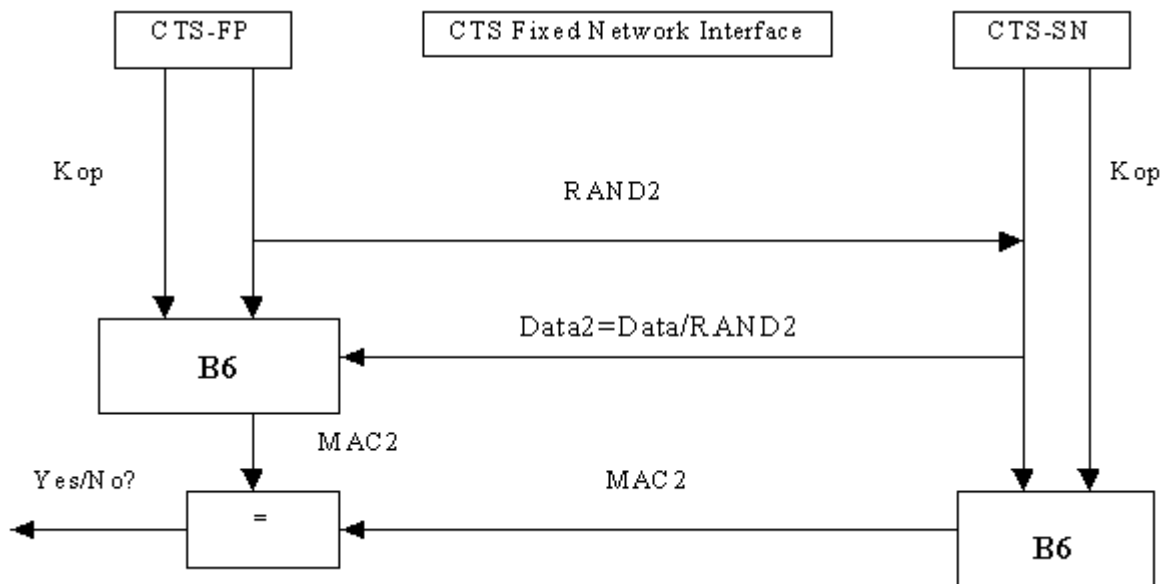 CTS-FP
CTS Fixed Network Interface
CTS-SN
Kop
Kop
RAND2
Data2=Data/RAND2
B6
MAC2
Yes/No?
MAC2
=
B6